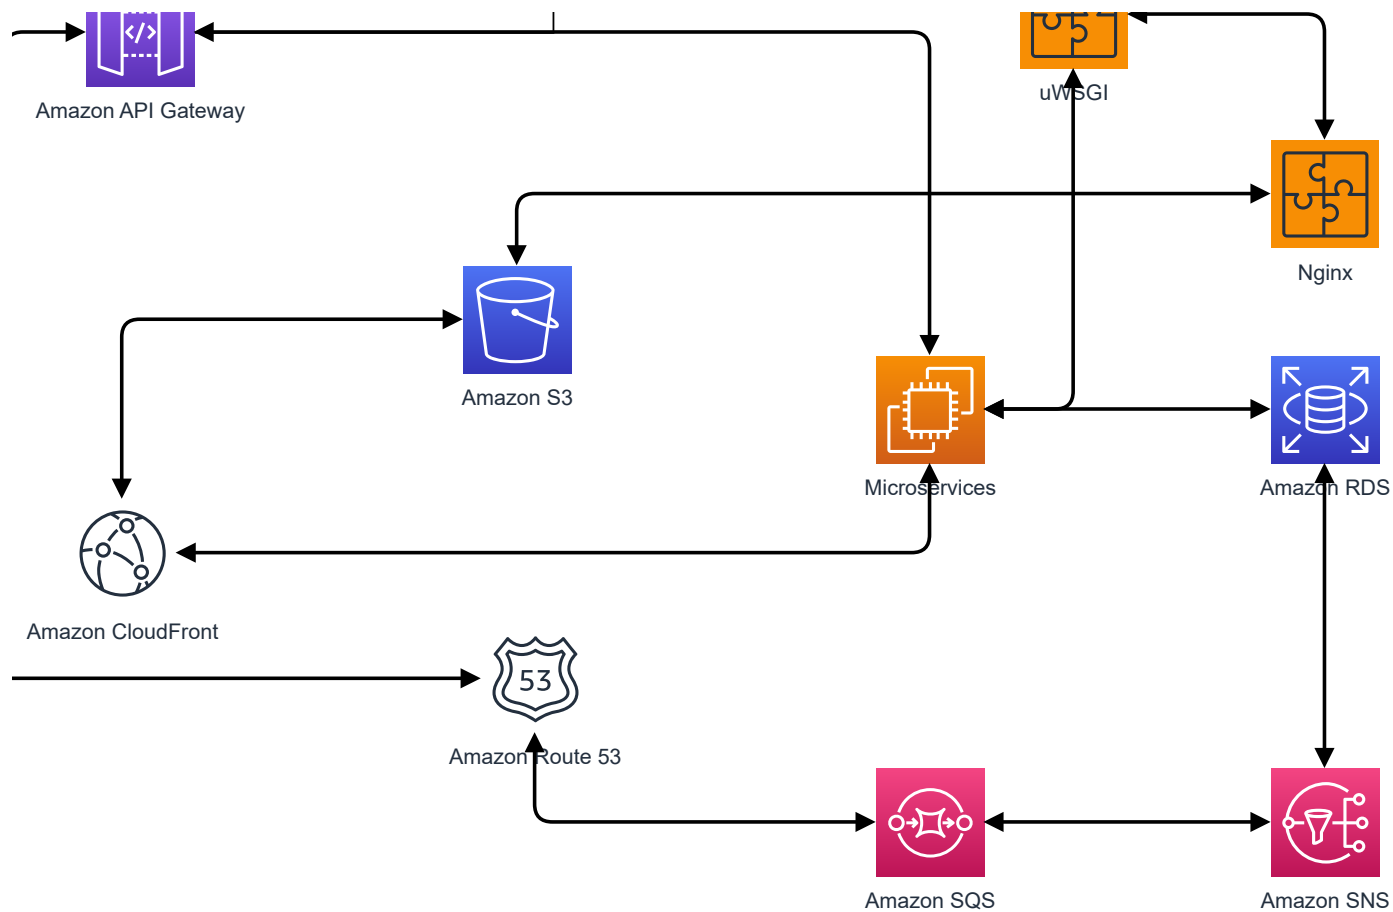 </>
Amazon API Gateway
uWSGI
Nginx
Amazon S3
Microservices
Amazon RDS
Amazon CloudFront
53
Amazon Route 53
Amazon SQS
Amazon SNS